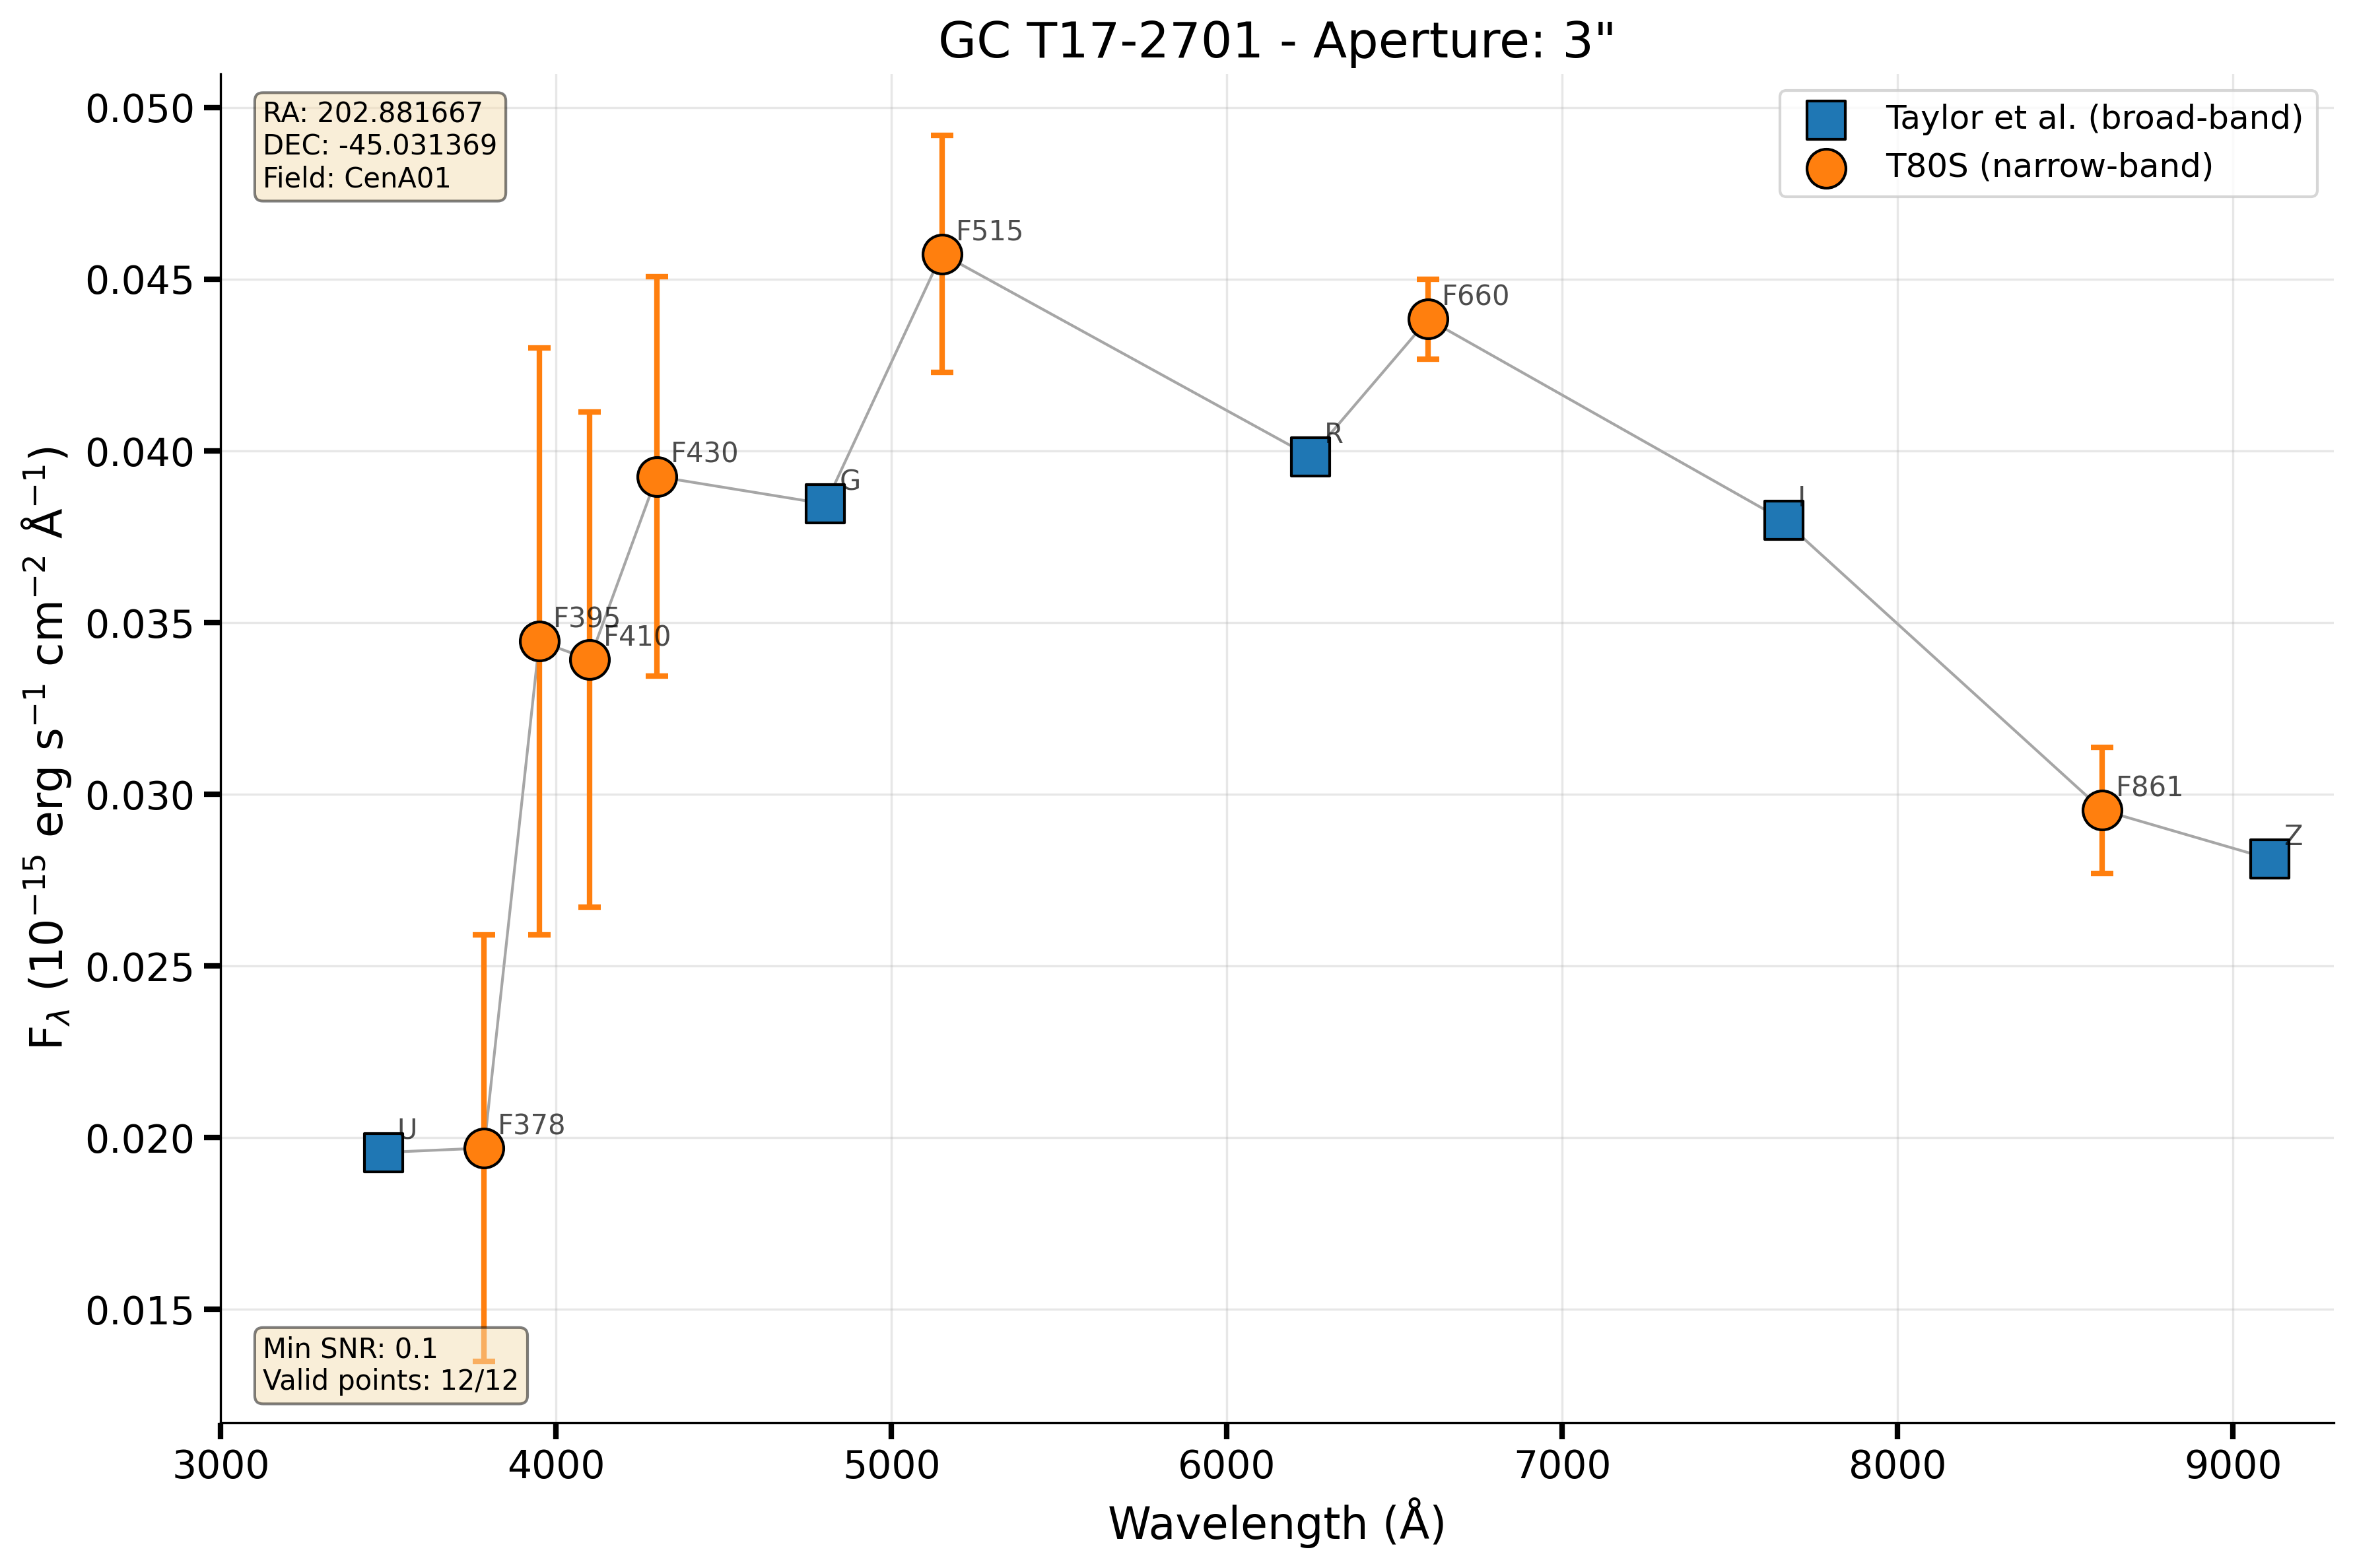 GC T17-2701 - Aperture: 3"
RA: 202.881667
DEC: -45.031369
Field: CenA01
Taylor et al. (broad-band)
T80S (narrow-band)
F515
F660
R
F430
G
I
F395
F410
F861
Z
U
F378
Min SNR: 0.1
Valid points: 12/12
0.050
0.045
0.040
0.035
0.030
0.025
0.020
0.015
F_λ (10⁻¹⁵ erg s⁻¹ cm⁻² Å⁻¹)
3000 4000 5000 6000 7000 8000 9000
Wavelength (Å)